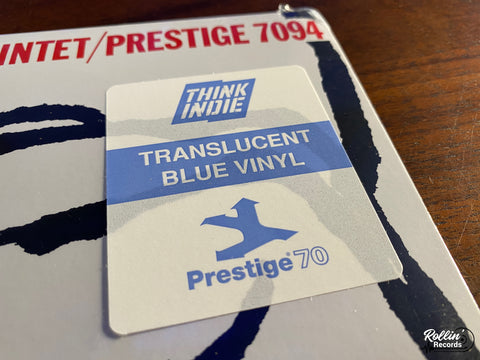 INTET/PRESTIGE 7094
THINK
INDIE
TRANSLUCENT
BLUE VINYL
Prestige® 70
Rollin'
Records